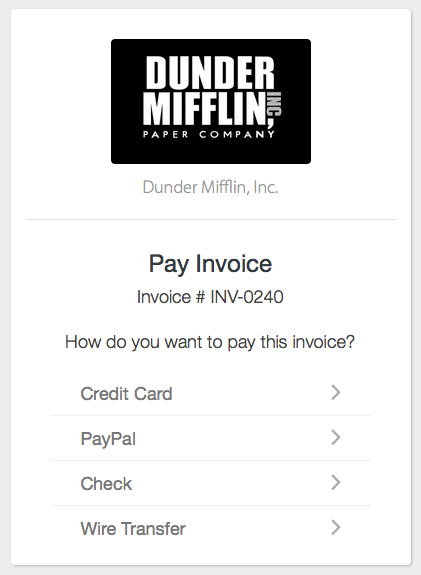 DUNDER
MIFFLIN, INC
PAPER COMPANY
Dunder Mifflin, Inc.
Pay Invoice
Invoice # INV-0240
How do you want to pay this invoice?
Credit Card
PayPal
Check
Wire Transfer